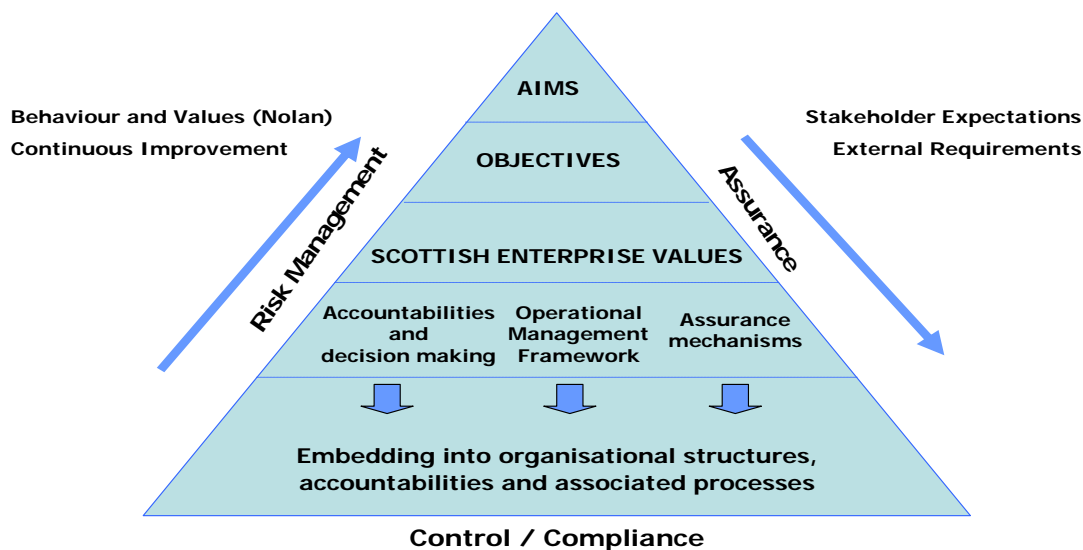 AIMS
Behaviour and Values (Nolan)
Continuous Improvement
Stakeholder Expectations
External Requirements
OBJECTIVES
Risk Management
Assurance
SCOTTISH ENTERPRISE VALUES
Accountabilities
and
decision making
Operational
Management
Framework
Assurance
mechanisms
Embedding into organisational structures,
accountabilities and associated processes
Control / Compliance